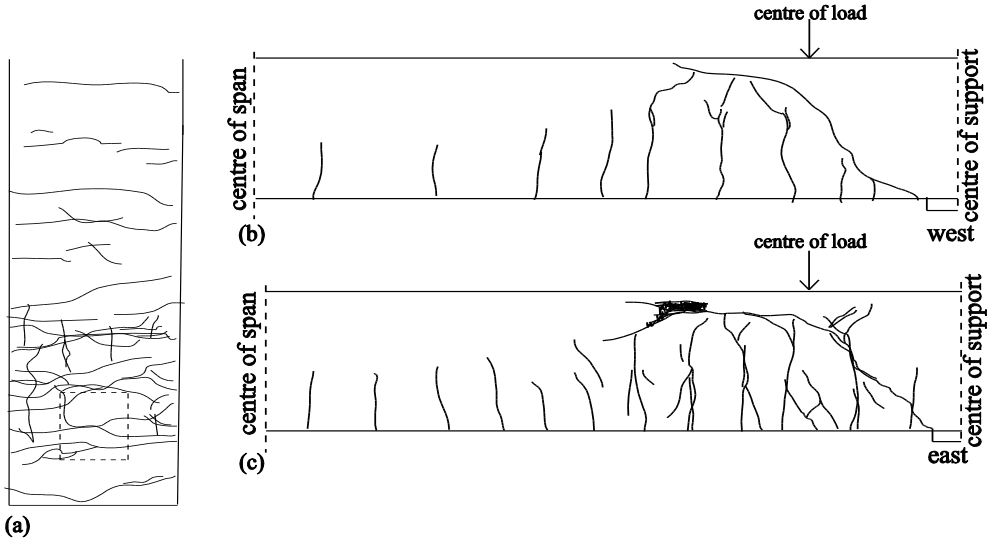 centre of load
centre of span
centre of support
(b)
west
centre of load
centre of span
centre of support
(c)
east
(a)